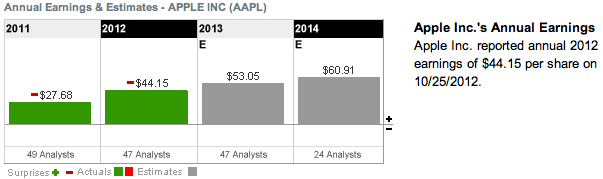 Annual Earnings & Estimates - APPLE INC (AAPL)
2011 2012 2013 2014
E E
$27.68 $44.15 $53.05 $60.91
49 Analysts 47 Analysts 47 Analysts 24 Analysts
Surprises + - Actuals Estimates
+
-
Apple Inc.'s Annual Earnings
Apple Inc. reported annual 2012
earnings of $44.15 per share on
10/25/2012.